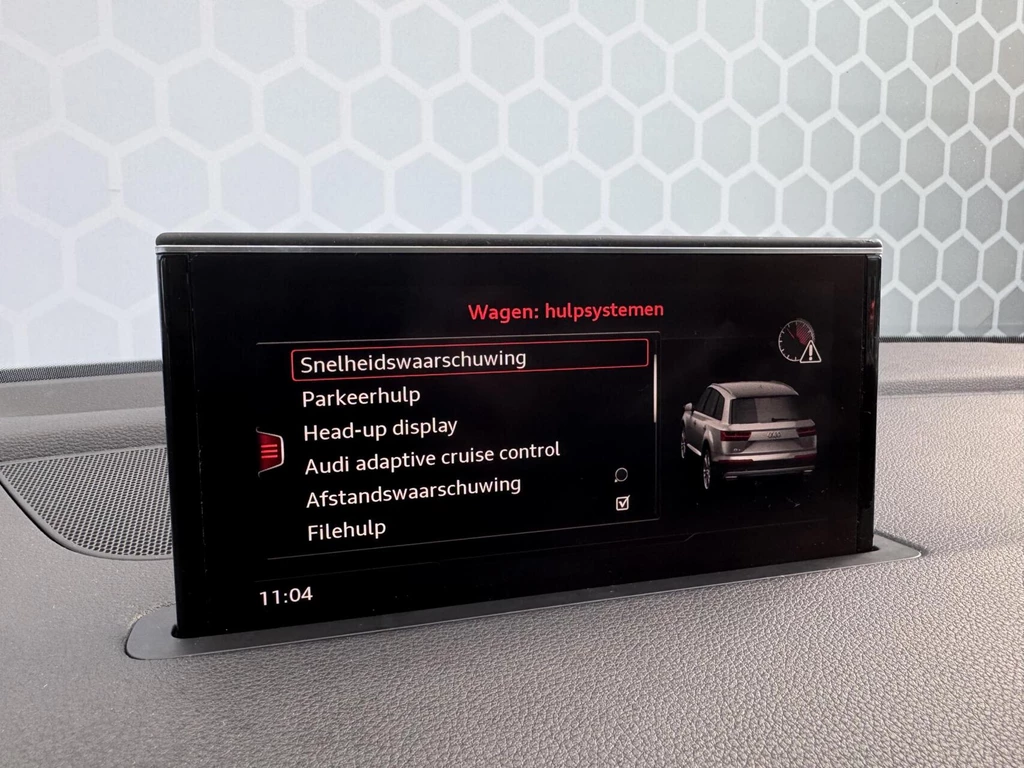 Wagen: hulpsystemen
Snelheidswaarschuwing
Parkeerhulp
Head-up display
Audi adaptive cruise control
Afstandswaarschuwing
Filehulp
11:04